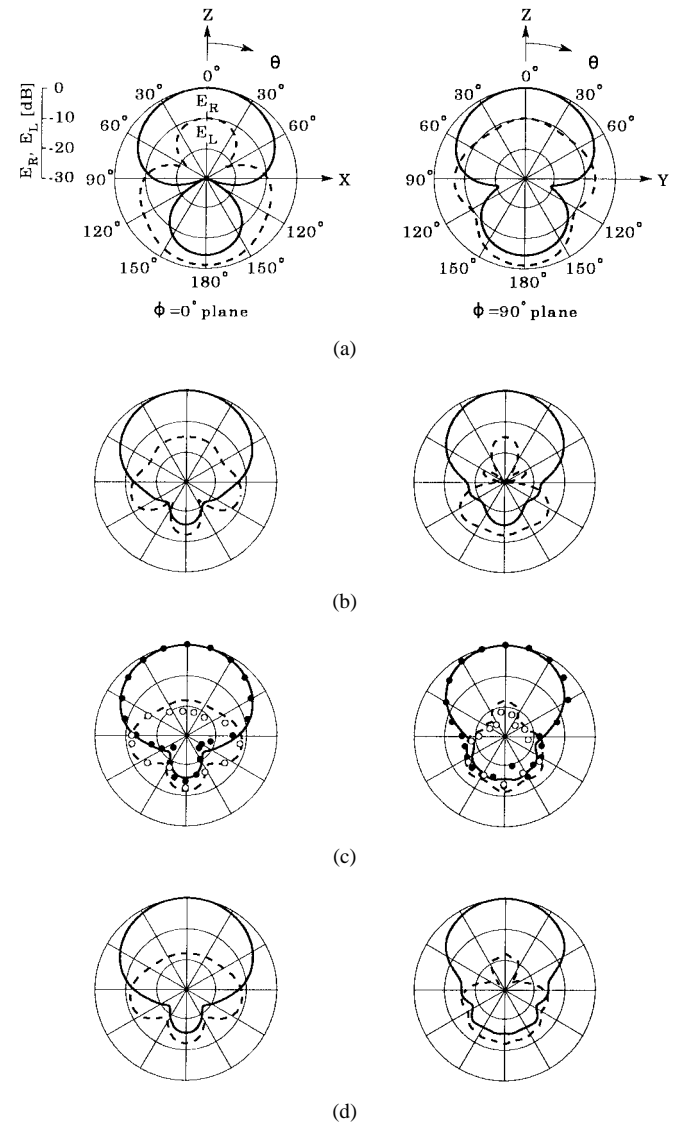 Z Z
θ θ
0° 0°
30° 30° 30° 30°
60° 60° 60° 60°
E_R, E_L [dB]
0
-10
-20
-30
E_R
E_L
90° X 90° Y
120° 120° 120° 120°
150° 150° 150° 150°
180° 180°
ϕ=0° plane ϕ=90° plane
(a)
(b)
(c)
(d)